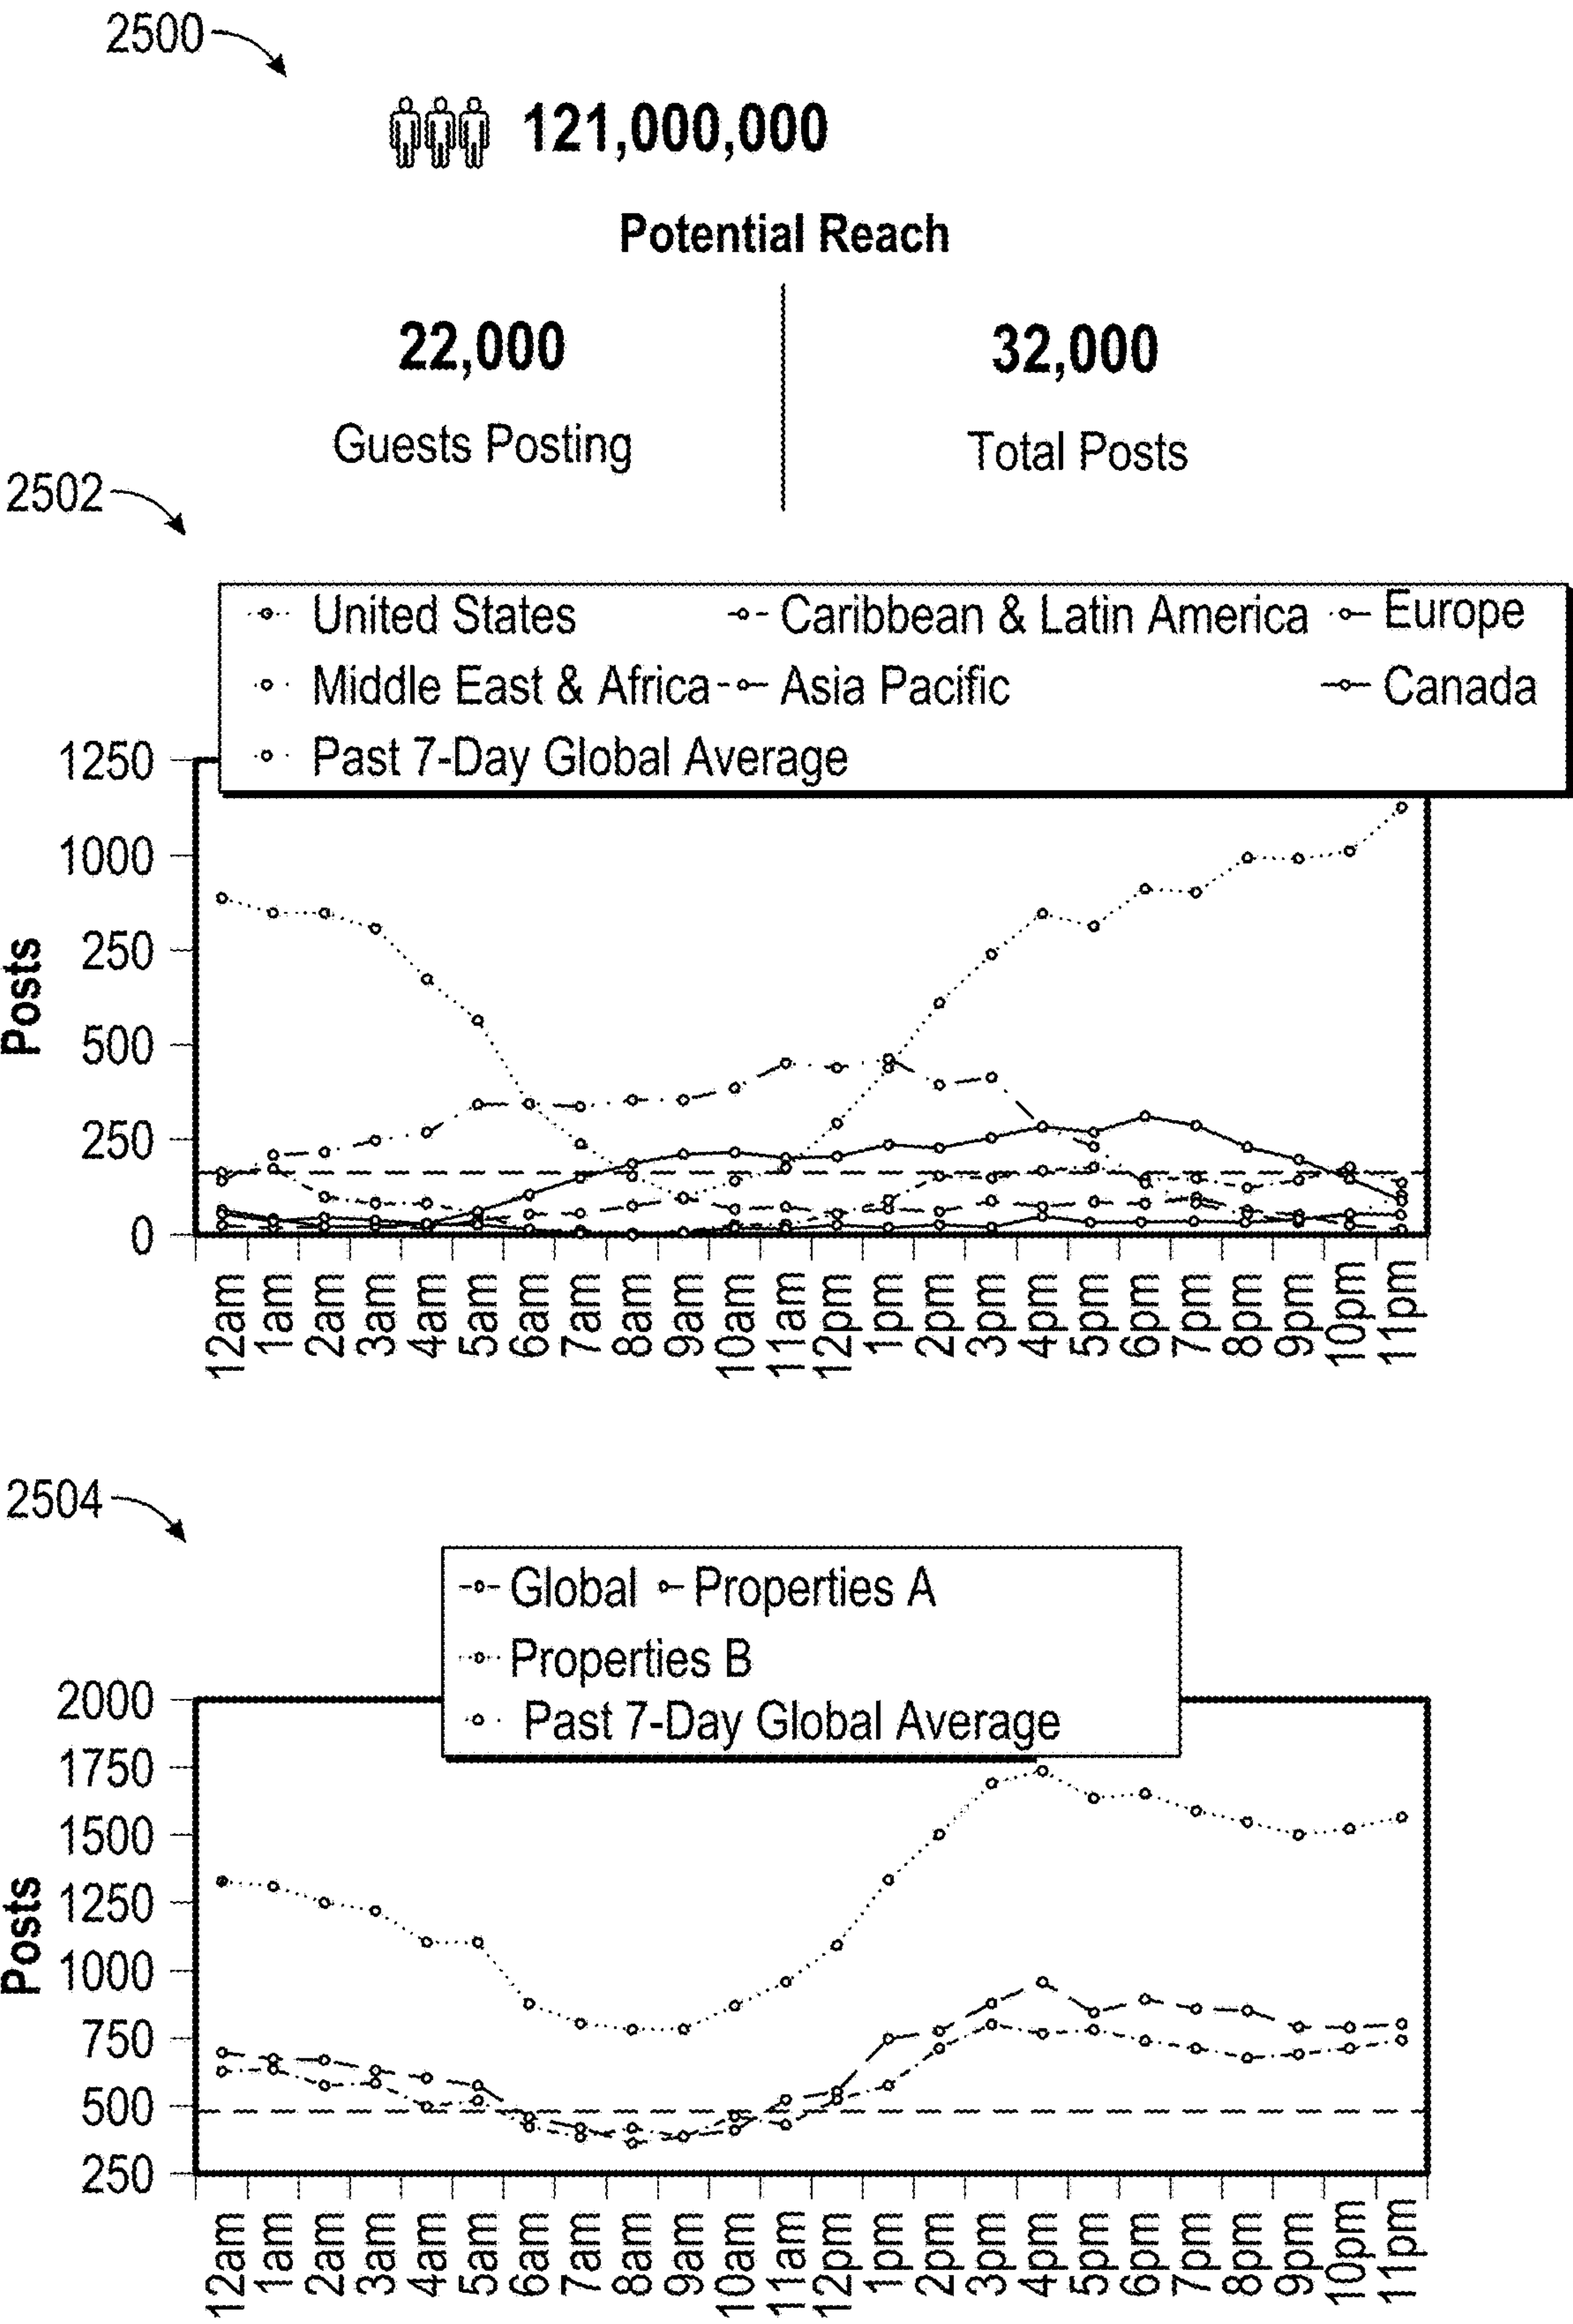 2500
121,000,000
Potential Reach
22,000 32,000
Guests Posting Total Posts
2502
United States Caribbean & Latin America Europe
Middle East & Africa Asia Pacific Canada
Past 7-Day Global Average
1250
1000
250
500
250
0
Posts
12am 1am 2am 3am 4am 5am 6am 7am 8am 9am 10am 11am 12pm 1pm 2pm 3pm 4pm 5pm 6pm 7pm 8pm 9pm 10pm 11pm
2504
Global Properties A
Properties B
Past 7-Day Global Average
2000
1750
1500
1250
1000
750
500
250
Posts
12am 1am 2am 3am 4am 5am 6am 7am 8am 9am 10am 11am 12pm 1pm 2pm 3pm 4pm 5pm 6pm 7pm 8pm 9pm 10pm 11pm